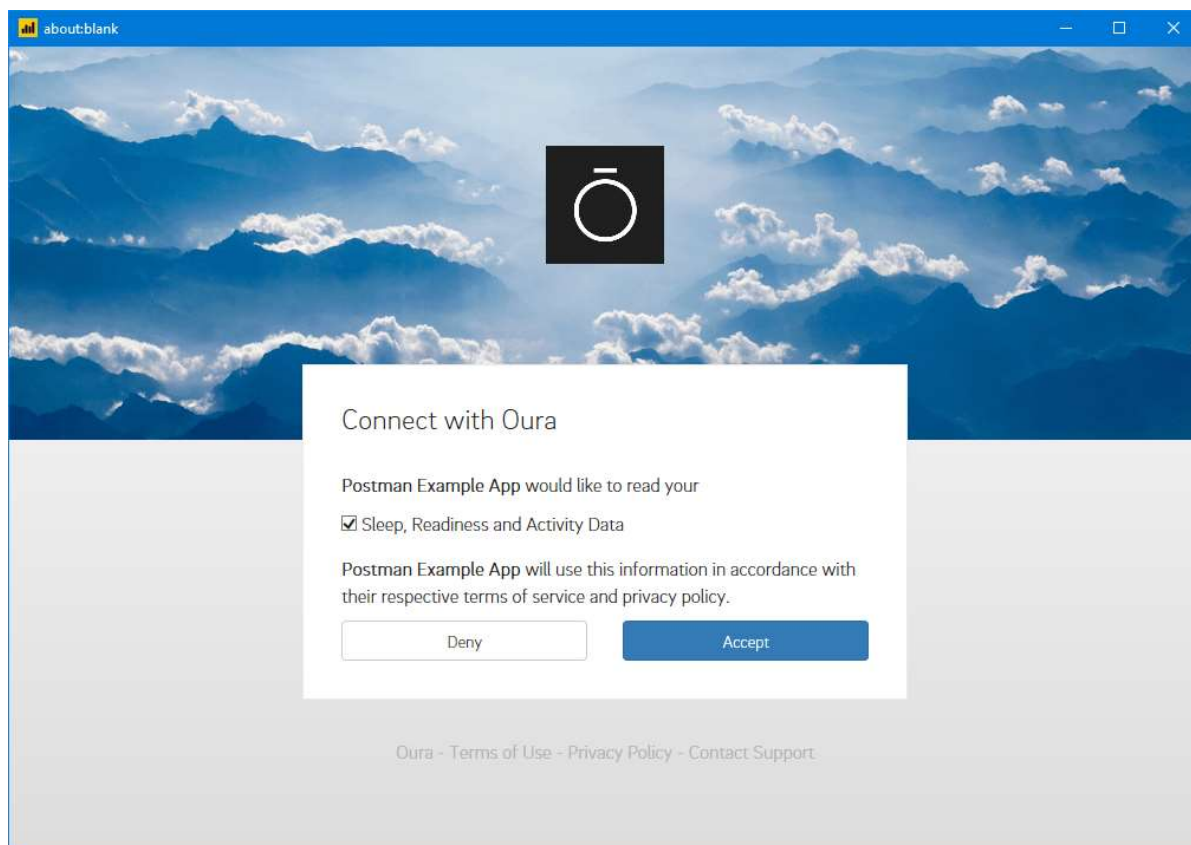 about:blank
Connect with Oura
Postman Example App would like to read your
Sleep, Readiness and Activity Data
Postman Example App will use this information in accordance with
their respective terms of service and privacy policy.
Deny Accept
Oura - Terms of Use - Privacy Policy - Contact Support